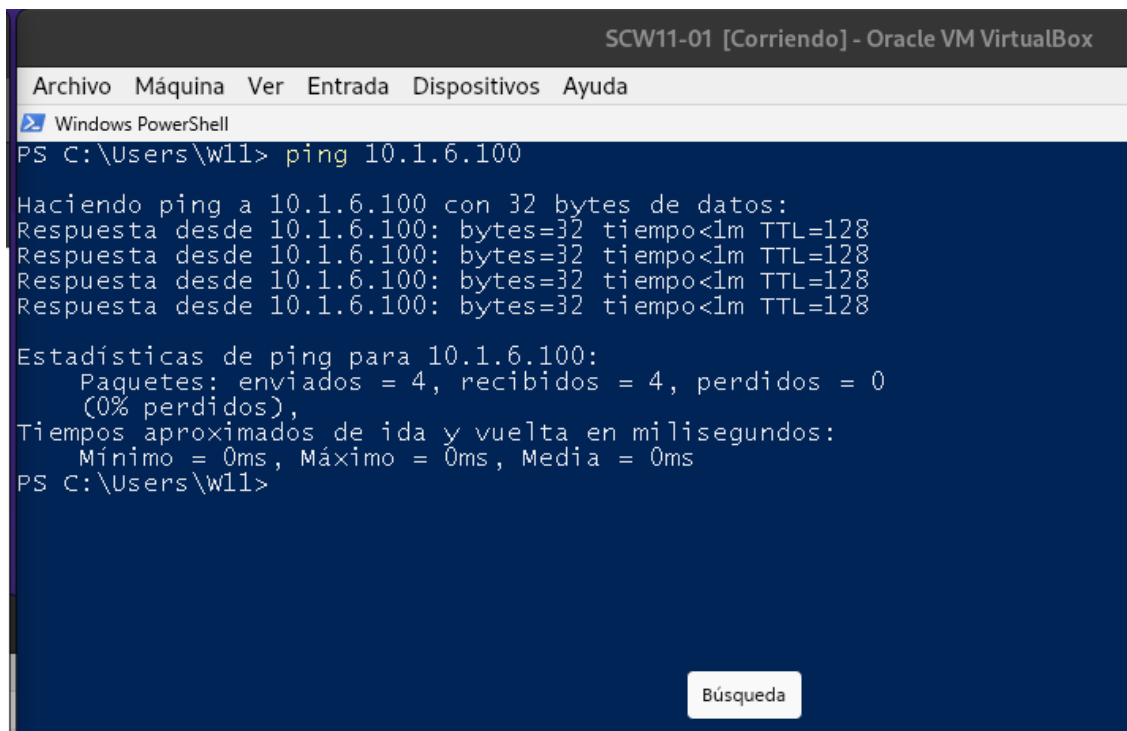 SCW11-01 [Corriendo] - Oracle VM VirtualBox
Archivo Máquina Ver Entrada Dispositivos Ayuda
Windows PowerShell
PS C:\Users\W11> ping 10.1.6.100
Haciendo ping a 10.1.6.100 con 32 bytes de datos:
Respuesta desde 10.1.6.100: bytes=32 tiempo<1m TTL=128
Respuesta desde 10.1.6.100: bytes=32 tiempo<1m TTL=128
Respuesta desde 10.1.6.100: bytes=32 tiempo<1m TTL=128
Respuesta desde 10.1.6.100: bytes=32 tiempo<1m TTL=128
Estadísticas de ping para 10.1.6.100:
Paquetes: enviados = 4, recibidos = 4, perdidos = 0
(0% perdidos),
Tiempos aproximados de ida y vuelta en milisegundos:
Mínimo = 0ms, Máximo = 0ms, Media = 0ms
PS C:\Users\W11>
Búsqueda